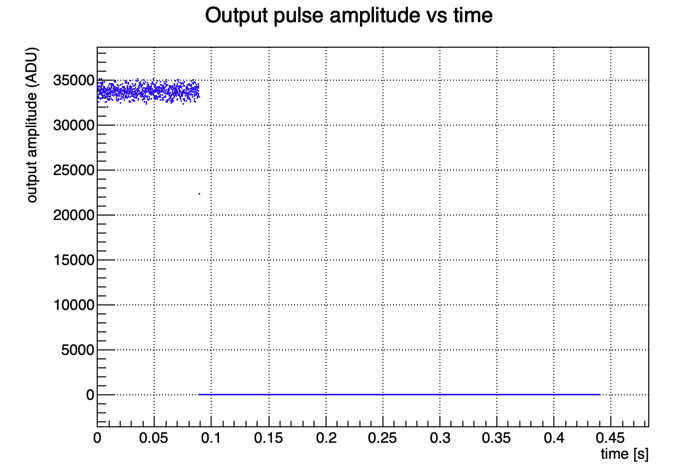 Output pulse amplitude vs time
output amplitude (ADU)
35000
30000
25000
20000
15000
10000
5000
0
0 0.05 0.1 0.15 0.2 0.25 0.3 0.35 0.4 0.45
time [s]